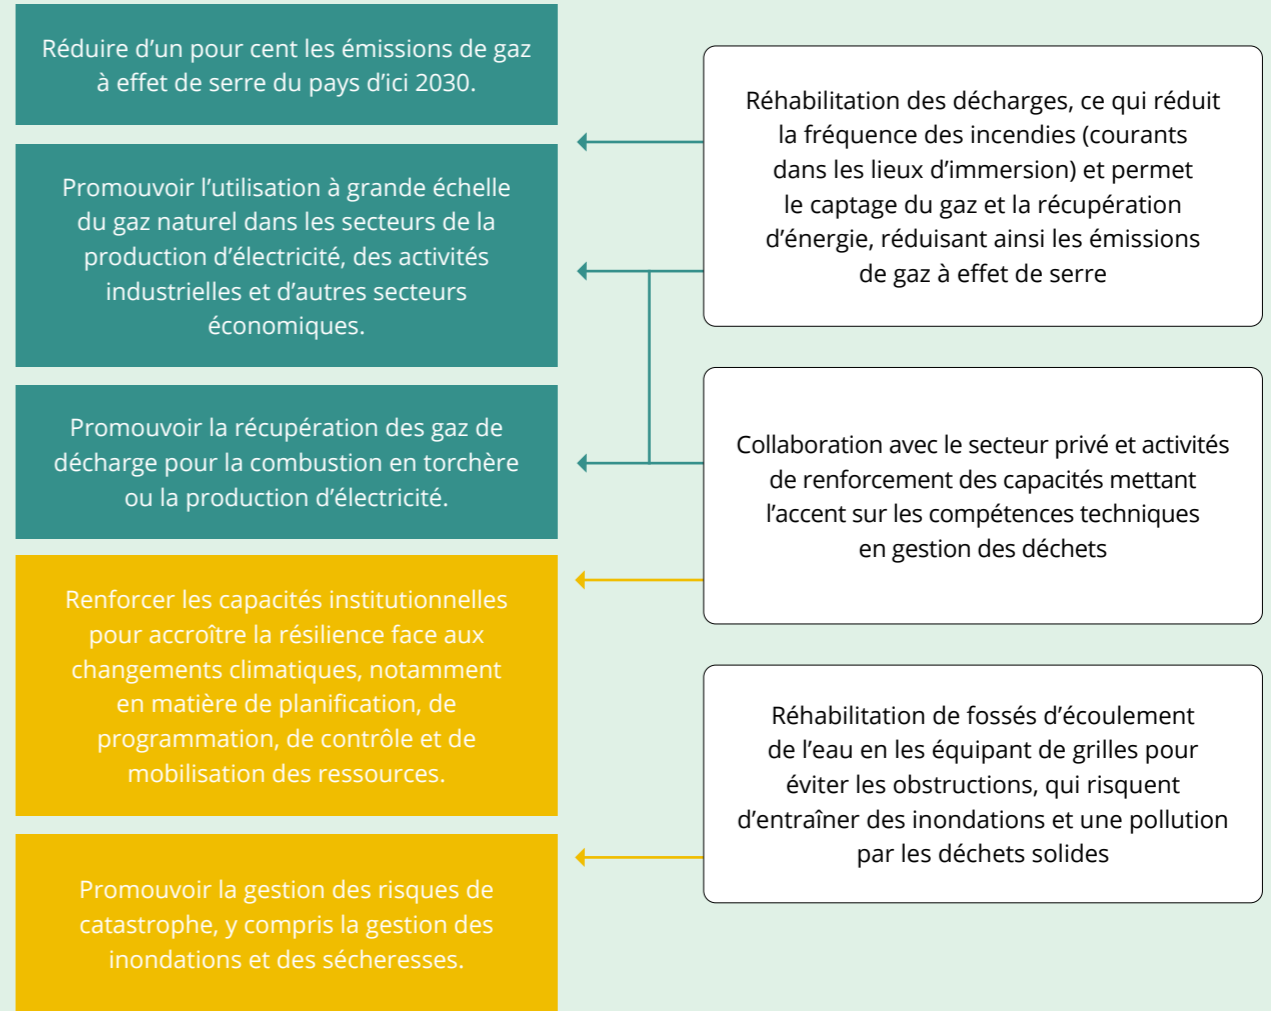 Réduire d’un pour cent les émissions de gaz
à effet de serre du pays d’ici 2030.
Promouvoir l’utilisation à grande échelle
du gaz naturel dans les secteurs de la
production d’électricité, des activités
industrielles et d’autres secteurs
économiques.
Promouvoir la récupération des gaz de
décharge pour la combustion en torchère
ou la production d’électricité.
Renforcer les capacités institutionnelles
pour accroître la résilience face aux
changements climatiques, notamment
en matière de planification, de
programmation, de contrôle et de
mobilisation des ressources.
Promouvoir la gestion des risques de
catastrophe, y compris la gestion des
inondations et des sécheresses.
Réhabilitation des décharges, ce qui réduit
la fréquence des incendies (courants
dans les lieux d’immersion) et permet
le captage du gaz et la récupération
d’énergie, réduisant ainsi les émissions
de gaz à effet de serre
Collaboration avec le secteur privé et activités
de renforcement des capacités mettant
l’accent sur les compétences techniques
en gestion des déchets
Réhabilitation de fossés d’écoulement
de l’eau en les équipant de grilles pour
éviter les obstructions, qui risquent
d’entraîner des inondations et une pollution
par les déchets solides